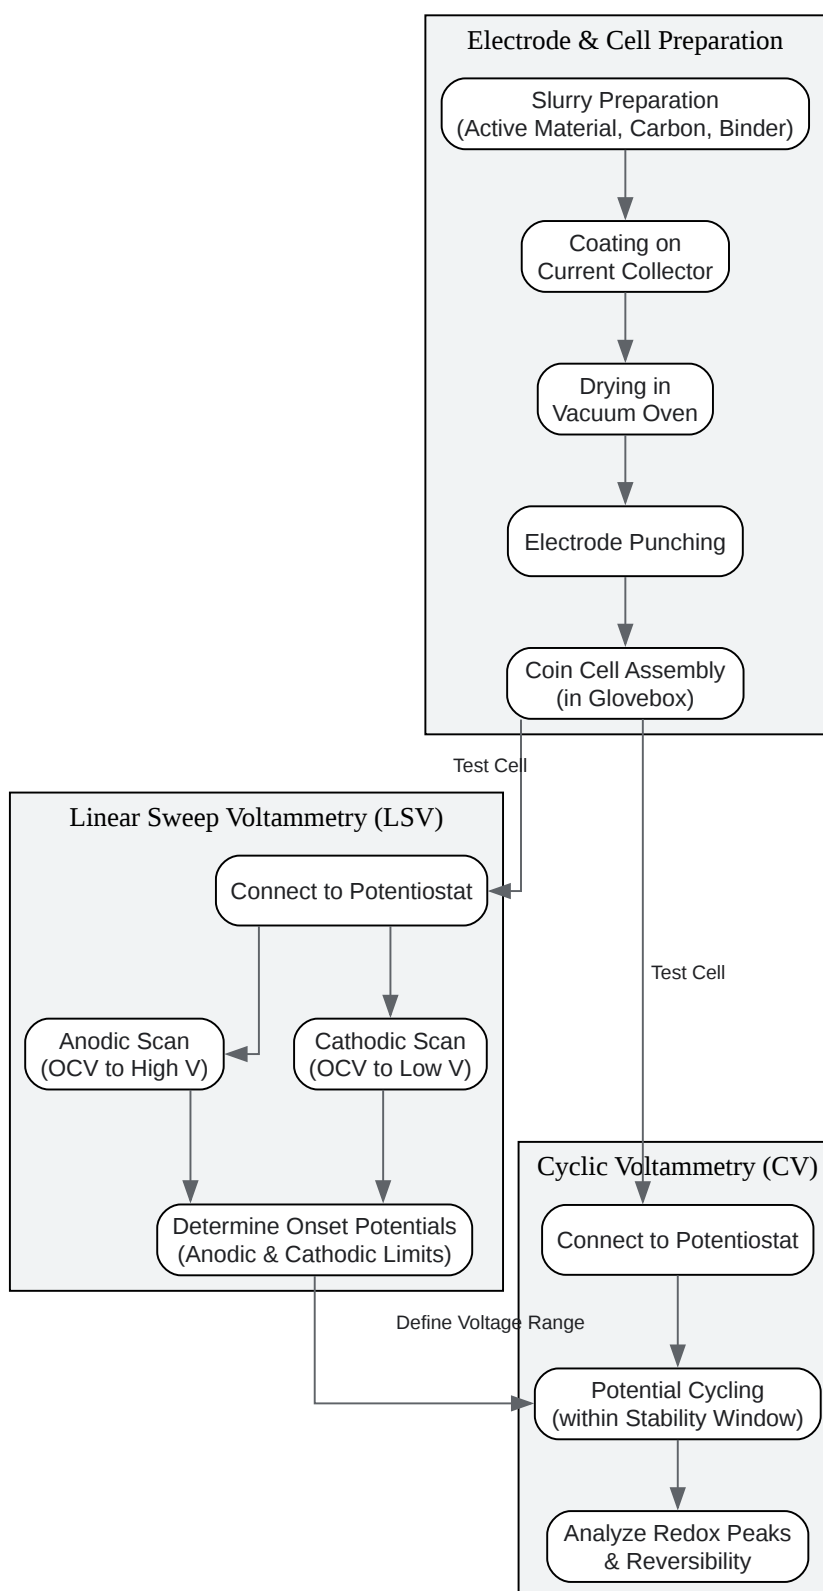 Electrode & Cell Preparation
Slurry Preparation
(Active Material, Carbon, Binder)
Coating on
Current Collector
Drying in
Vacuum Oven
Electrode Punching
Coin Cell Assembly
(in Glovebox)
Test Cell
Linear Sweep Voltammetry (LSV)
Connect to Potentiostat
Test Cell
Anodic Scan
(OCV to High V)
Cathodic Scan
(OCV to Low V)
Determine Onset Potentials
(Anodic & Cathodic Limits)
Cyclic Voltammetry (CV)
Connect to Potentiostat
Define Voltage Range
Potential Cycling
(within Stability Window)
Analyze Redox Peaks
& Reversibility